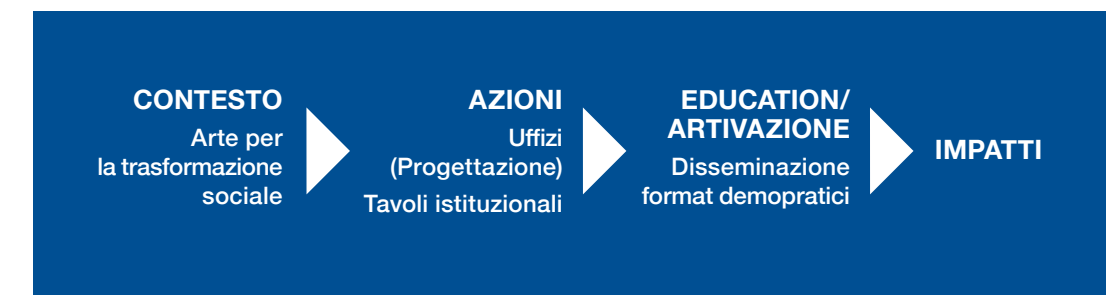 CONTESTO
Arte per
la trasformazione
sociale
AZIONI
Uffizi
(Progettazione)
Tavoli istituzionali
EDUCATION/
ARTIVAZIONE
Disseminazione
format demopratici
IMPATTI